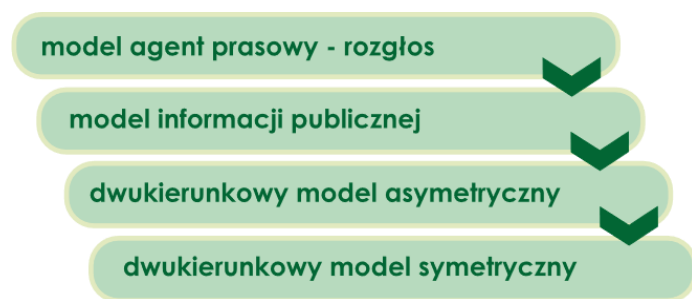 model agent prasowy - rozgłos
model informacji publicznej
dwukierunkowy model asymetryczny
dwukierunkowy model symetryczny